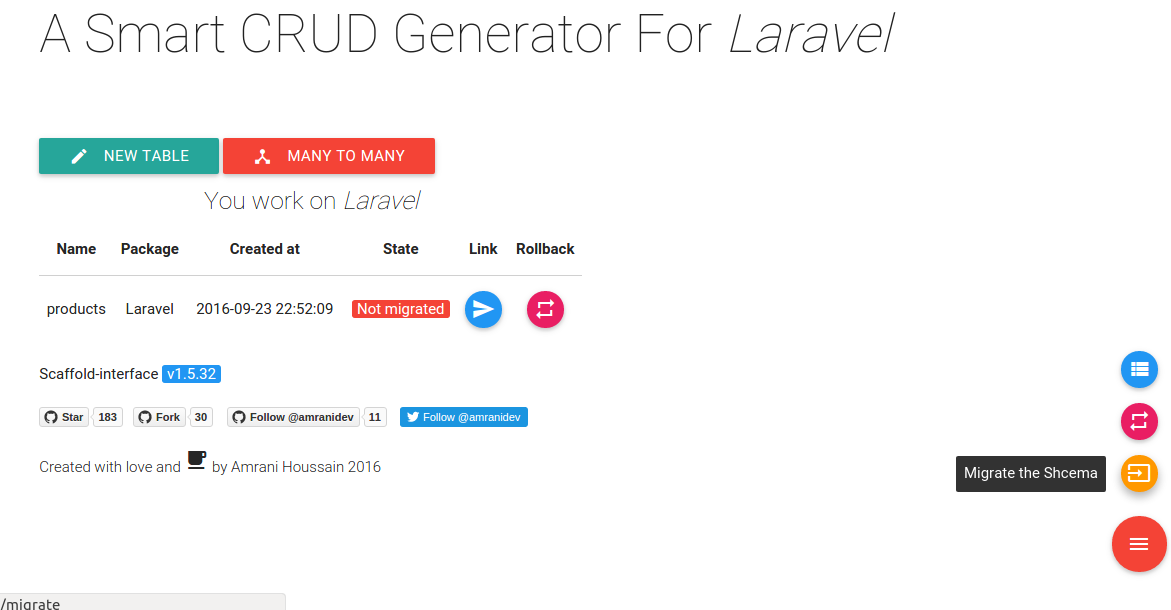 A Smart CRUD Generator For Laravel
NEW TABLE MANY TO MANY
You work on Laravel
Name Package Created at State Link Rollback
products Laravel 2016-09-23 22:52:09 Not migrated
Scaffold-interface v1.5.32
Star 183 Fork 30 Follow @amranidev 11 Follow @amranidev
Created with love and by Amrani Houssain 2016
Migrate the Shcema
/migrate